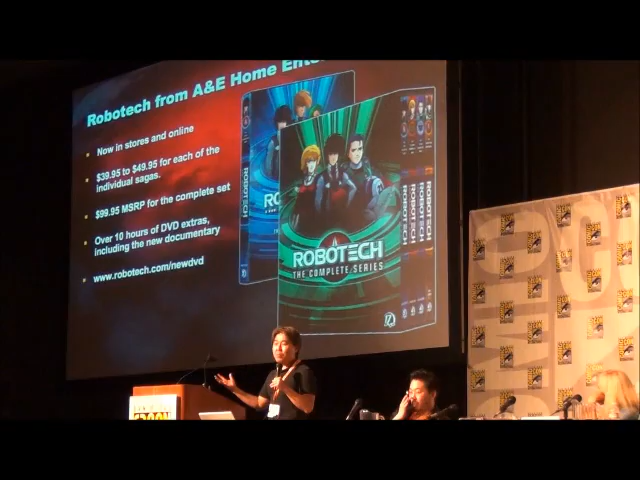 Robotech from A&E Home
Now in stores and online
$39.95 to $49.95 for each of the
individual sagas.
$99.95 MSRP for the complete set
Over 10 hours of DVD extras,
including the new documentary
www.robotech.com/newdvd
ROBOTECH
ROBOTECH
THE COMPLETE SERIES
ROBOTECH
ROBOTECH
ROBOTECH
ROBOTECH